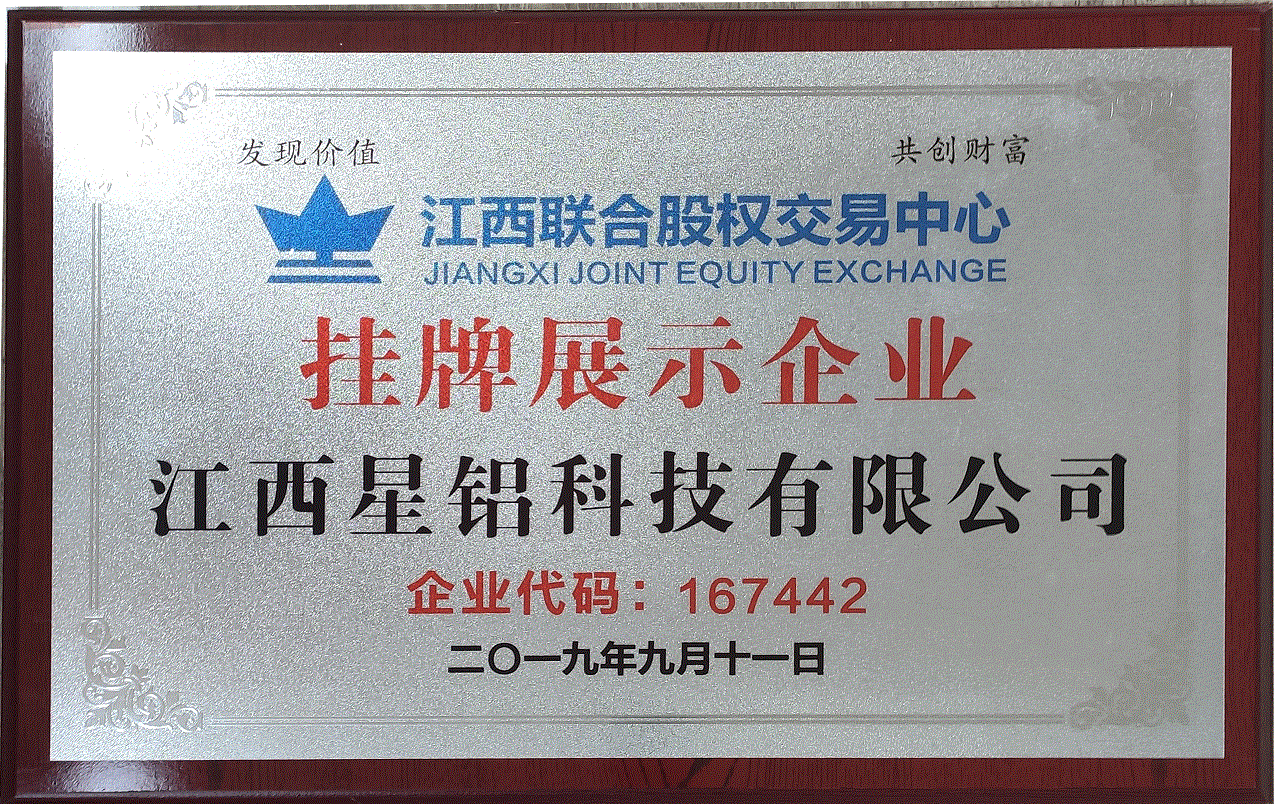 发现价值 共创财富
江西联合股权交易中心
JIANGXI JOINT EQUITY EXCHANGE
挂牌展示企业
江西星铝科技有限公司
企业代码：167442
二〇一九年九月十一日